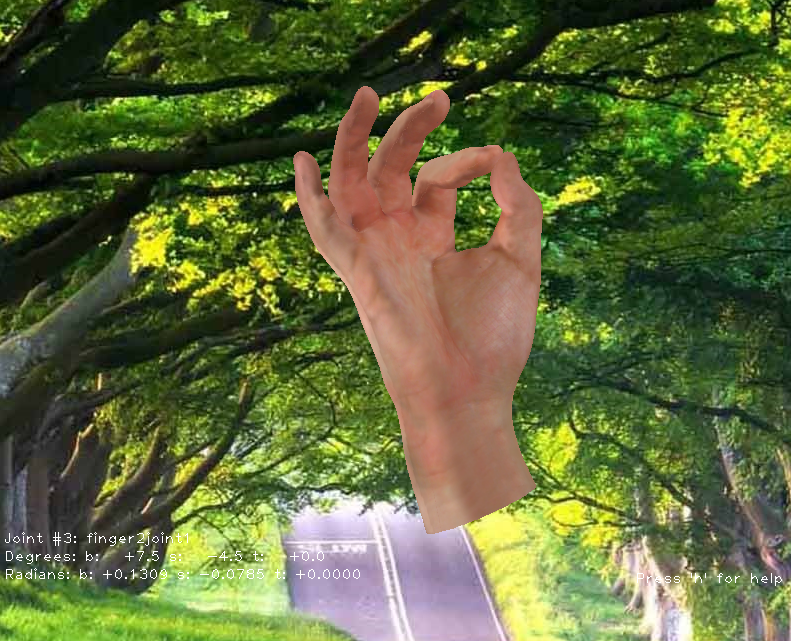 Joint #3: finger2joint1
Degrees: b: +7.5 s: -4.5 t: +0.0
Radians: b: +0.1309 s: -0.0785 t: +0.0000
Press 'h' for help